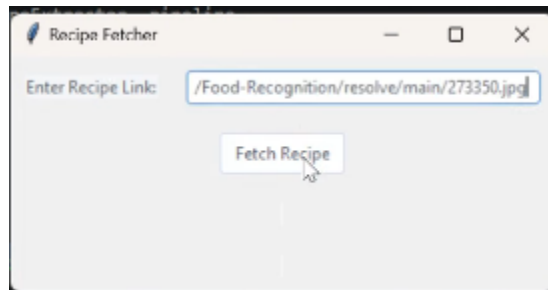 Recipe Fetcher
Enter Recipe Link: /Food-Recognition/resolve/main/273350.jpg
Fetch Recipe